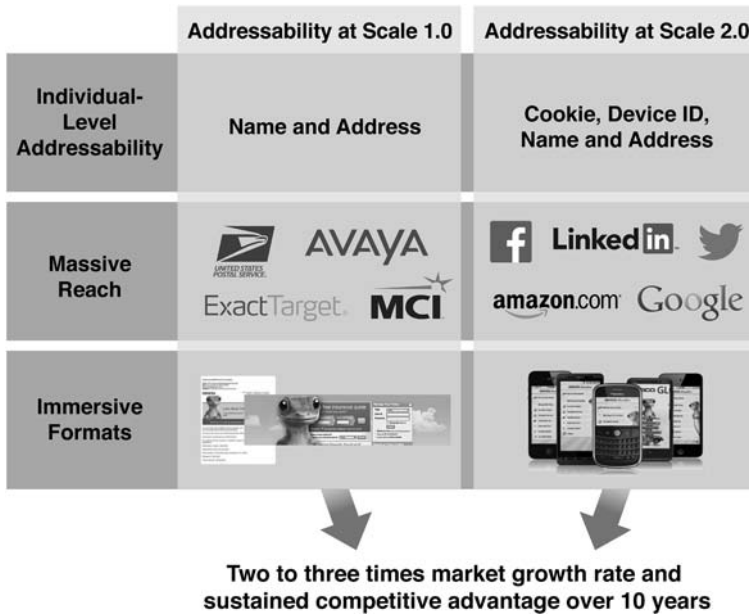 Addressability at Scale 1.0
Addressability at Scale 2.0
Individual-
Level
Addressability
Name and Address
Cookie, Device ID,
Name and Address
Massive
Reach
UNITED STATES
POSTAL SERVICE.
AVAYA
ExactTarget.
MCI
f
Linked in
amazon.com
Google
Immersive
Formats
Two to three times market growth rate and
sustained competitive advantage over 10 years